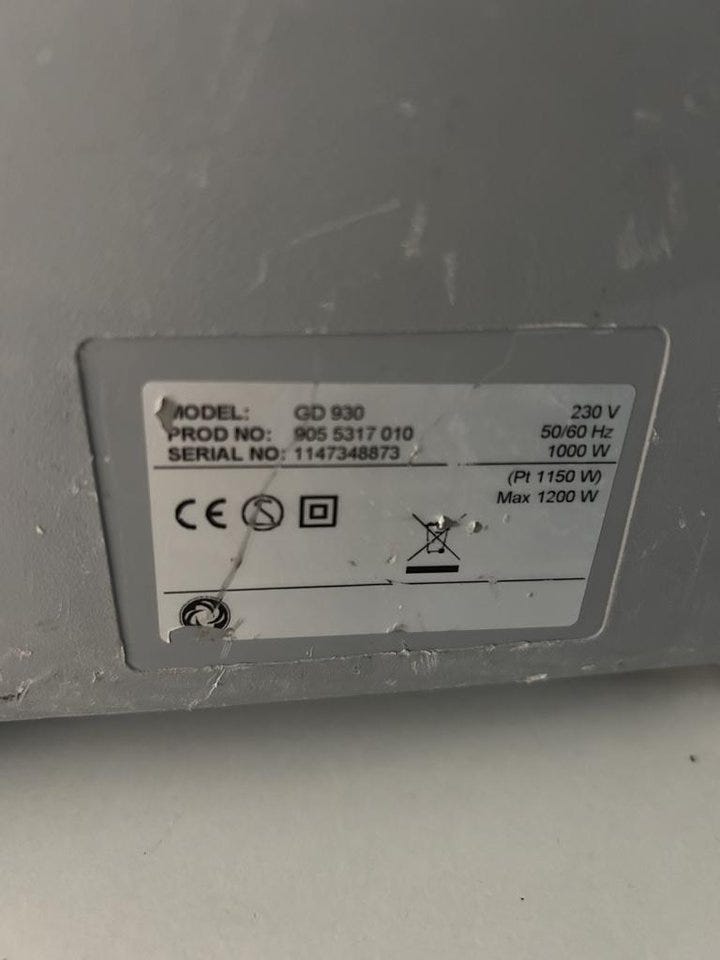 MODEL: GD 930 230 V
PROD NO: 905 5317 010 50/60 Hz
SERIAL NO: 1147348873 1000 W
(Pt 1150 W)
Max 1200 W
CE